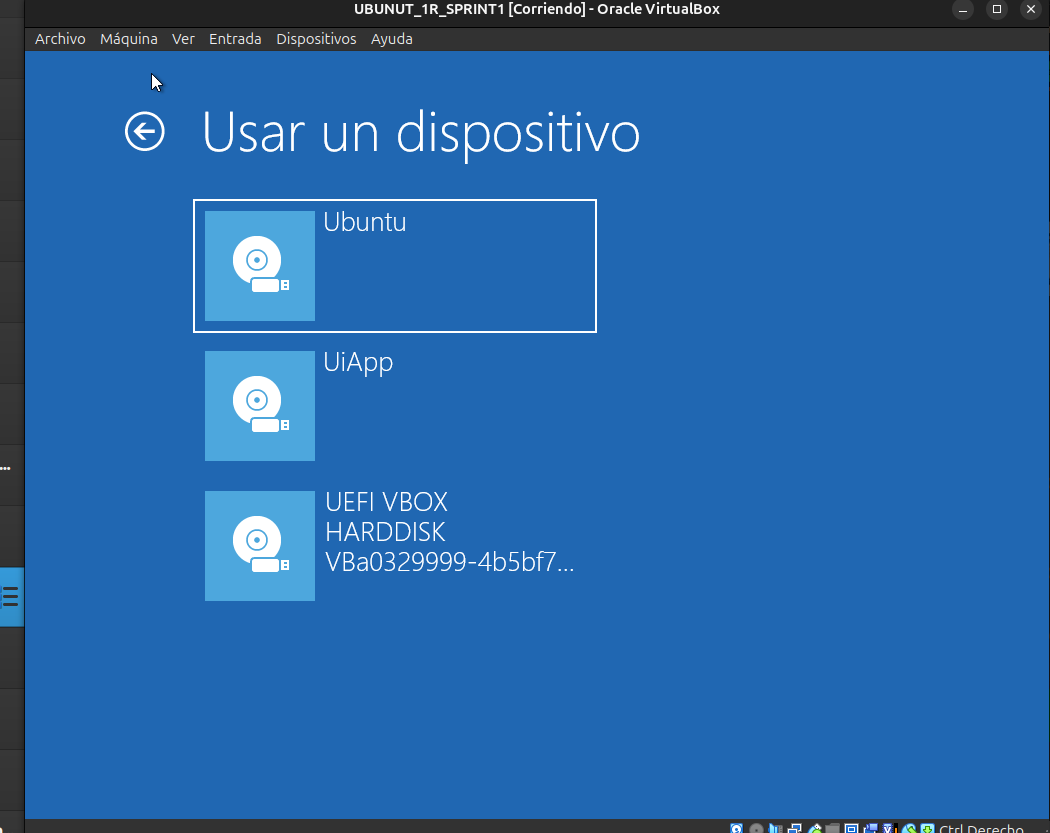 UBUNUT_1R_SPRINT1 [Corriendo] - Oracle VirtualBox
Archivo Máquina Ver Entrada Dispositivos Ayuda
Usar un dispositivo
Ubuntu
UiApp
UEFI VBOX
HARDDISK
VBa0329999-4b5bf7...
...
Ctrl Derecho